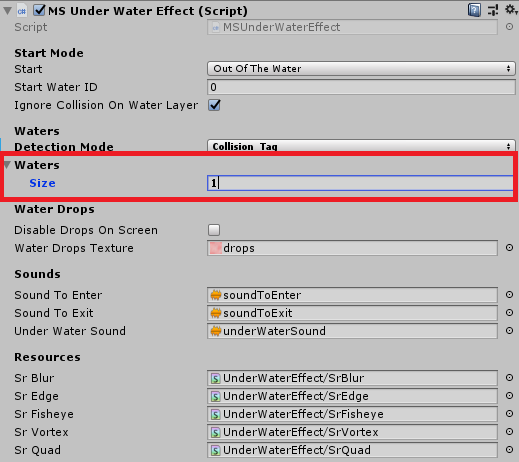 MS Under Water Effect (Script)
Script MSUnderWaterEffect
Start Mode
Start Out Of The Water
Start Water ID 0
Ignore Collision On Water Layer
Waters
Detection Mode Collision_Tag
Waters
Size 1
Water Drops
Disable Drops On Screen
Water Drops Texture drops
Sounds
Sound To Enter soundToEnter
Sound To Exit soundToExit
Under Water Sound underWaterSound
Resources
Sr Blur UnderWaterEffect/SrBlur
Sr Edge UnderWaterEffect/SrEdge
Sr Fisheye UnderWaterEffect/SrFisheye
Sr Vortex UnderWaterEffect/SrVortex
Sr Quad UnderWaterEffect/SrQuad